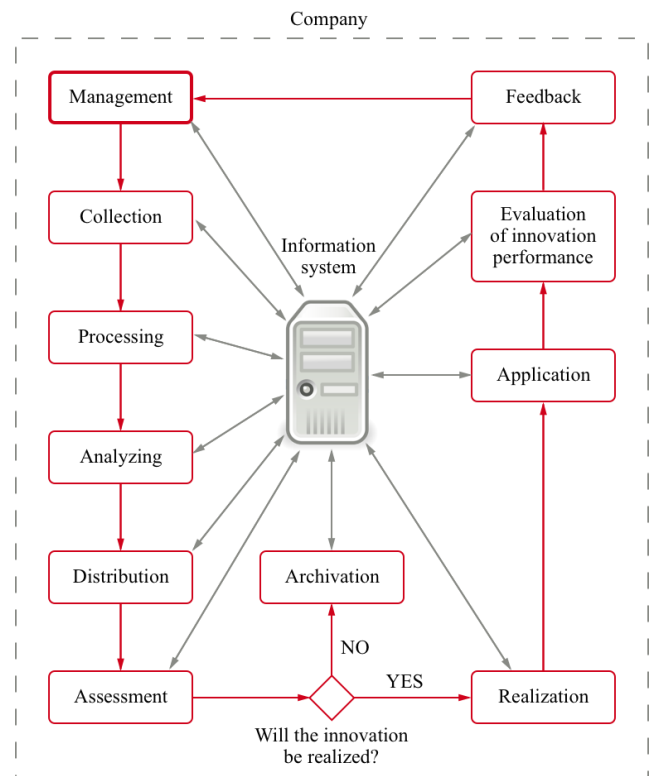 Company
Management
Feedback
Collection
Evaluation
of innovation
performance
Information
system
Processing
Application
Analyzing
Distribution
Archivation
NO
YES
Assessment
Realization
Will the innovation
be realized?